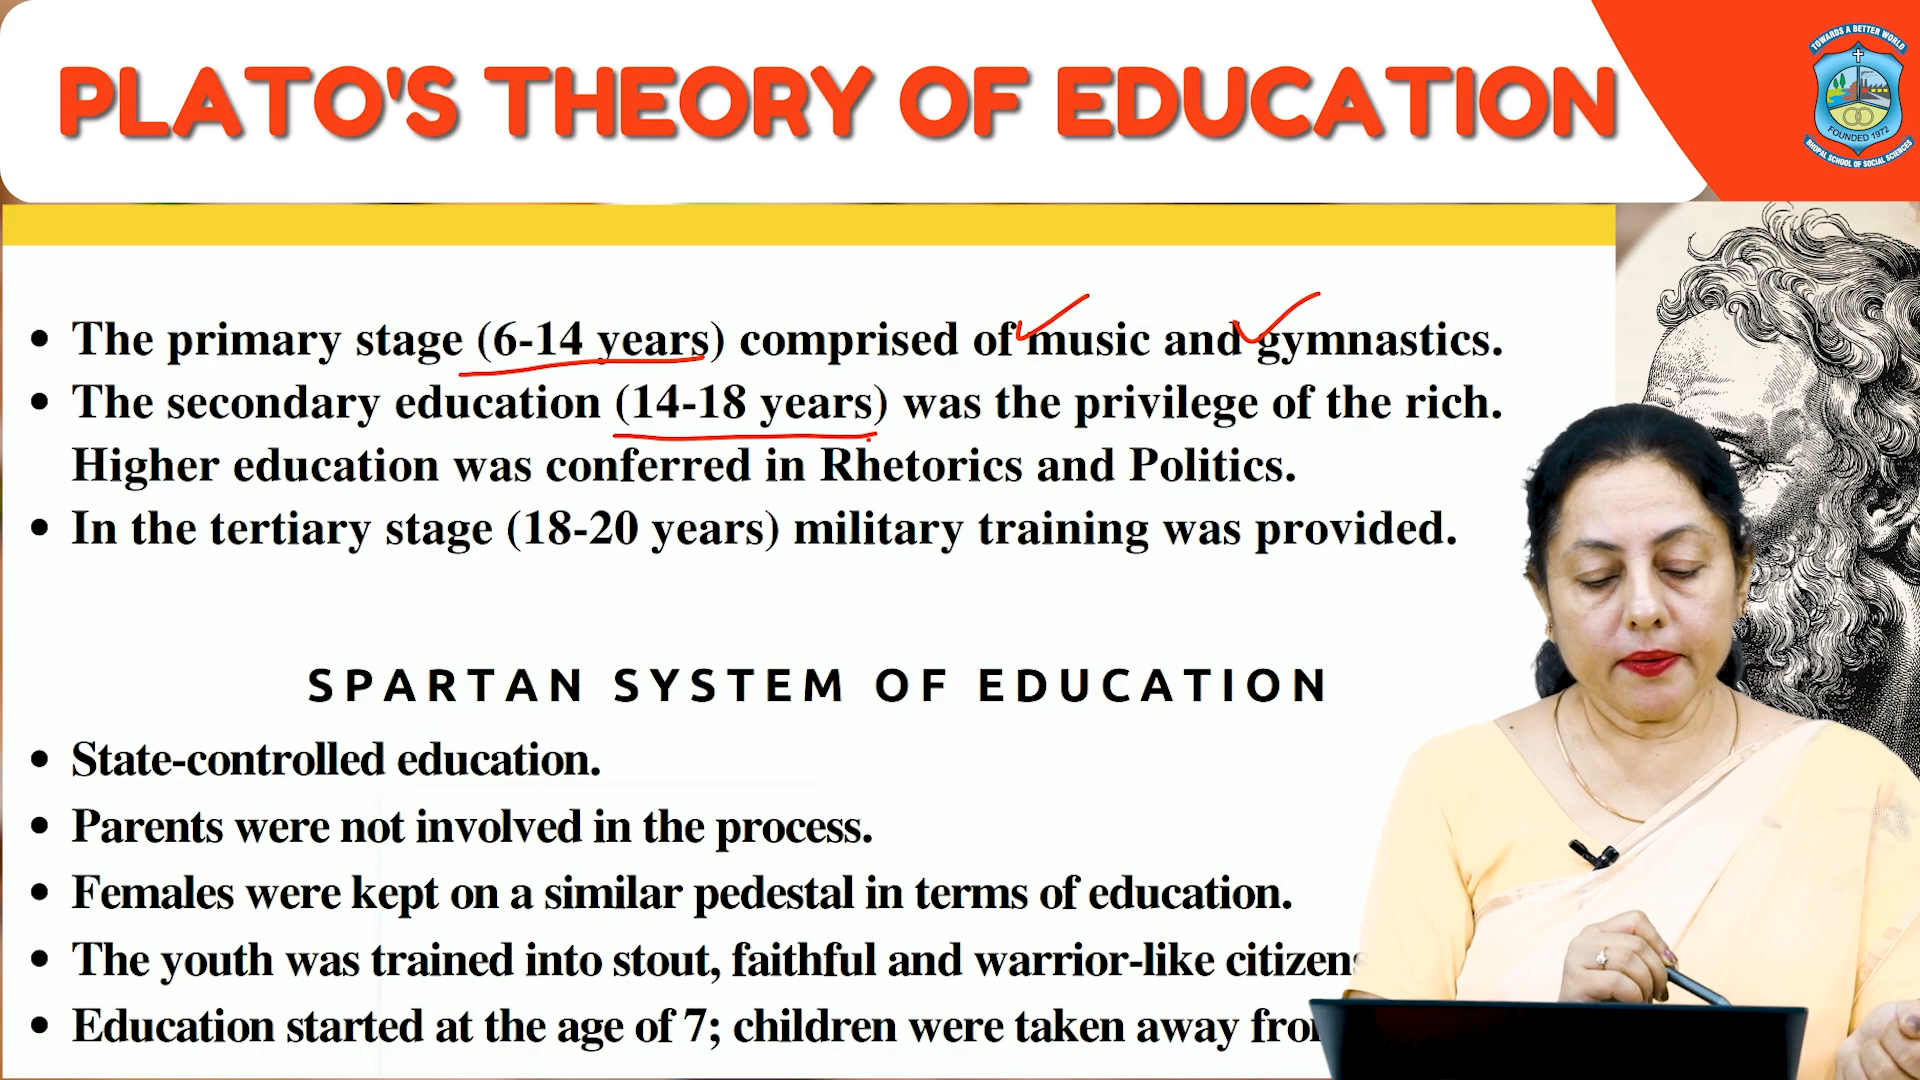 PLATO'S THEORY OF EDUCATION
TOWARDS A BETTER WORLD
FOUNDED 1972
BHOPAL SCHOOL OF SOCIAL SCIENCES
• The primary stage (6-14 years) comprised of music and gymnastics.
• The secondary education (14-18 years) was the privilege of the rich.
Higher education was conferred in Rhetorics and Politics.
• In the tertiary stage (18-20 years) military training was provided.
SPARTAN SYSTEM OF EDUCATION
• State-controlled education.
• Parents were not involved in the process.
• Females were kept on a similar pedestal in terms of education.
• The youth was trained into stout, faithful and warrior-like citizens
• Education started at the age of 7; children were taken away